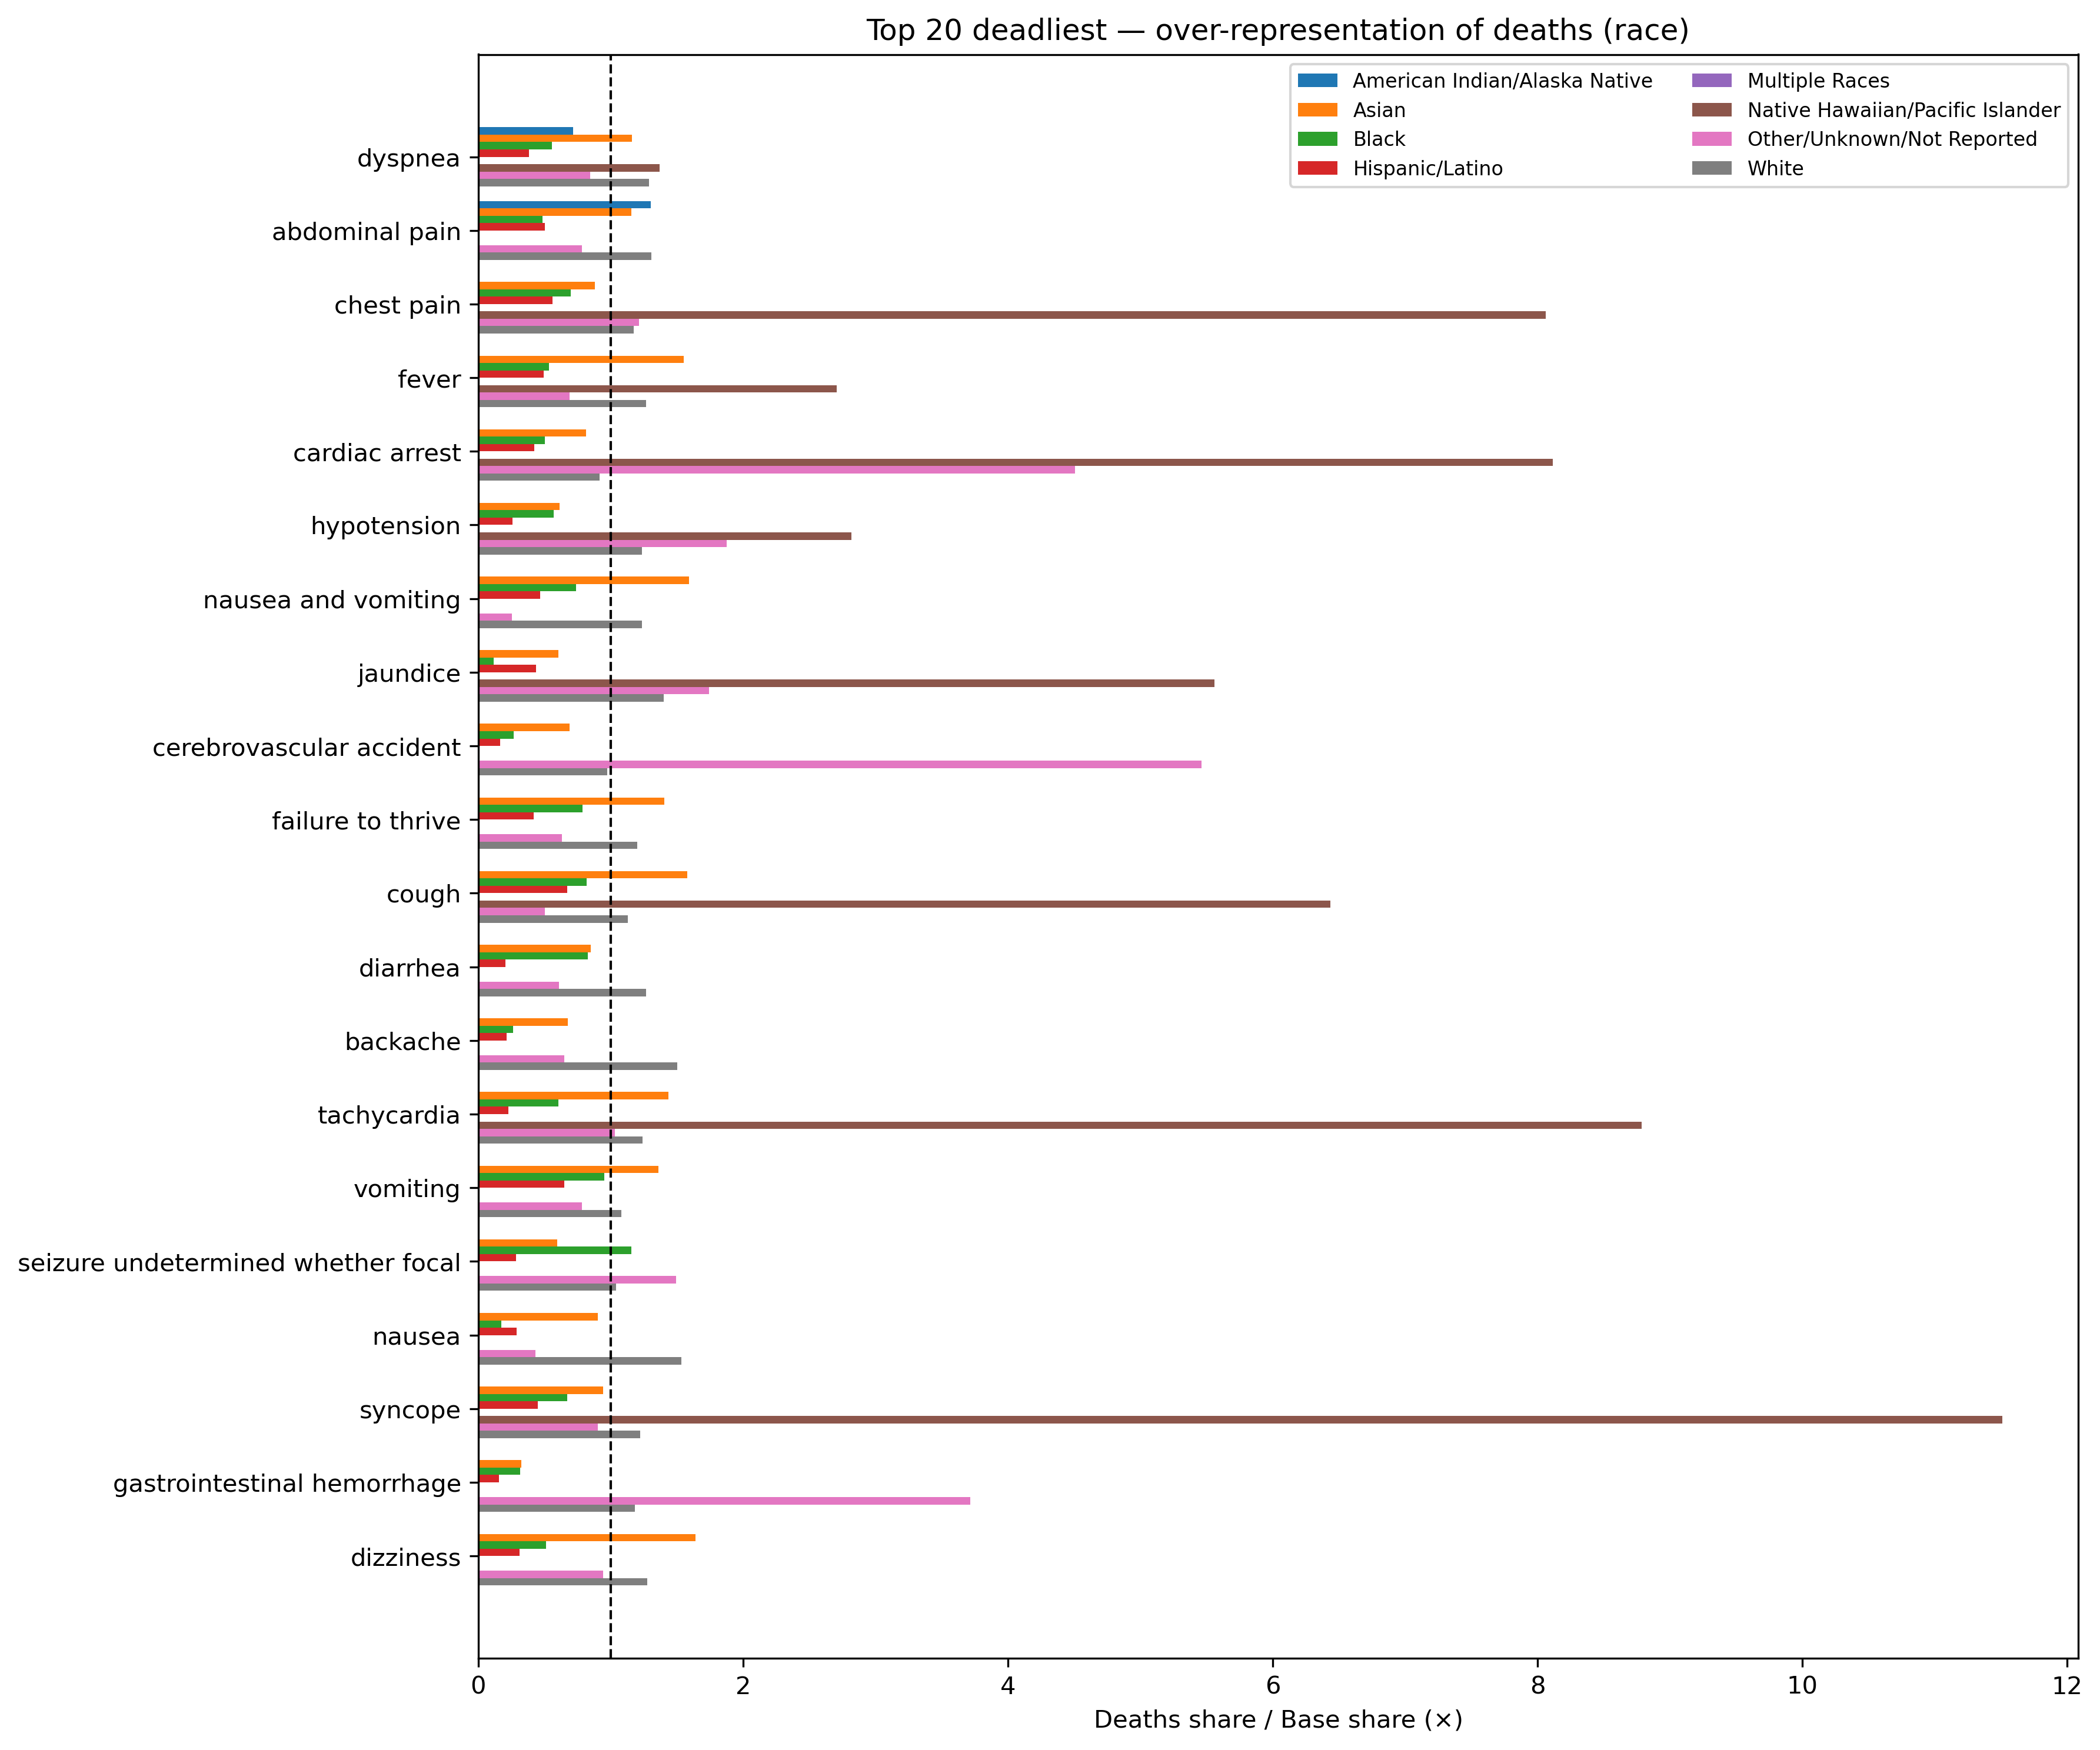 Top 20 deadliest — over-representation of deaths (race)
American Indian/Alaska Native
Asian
Black
Hispanic/Latino
Multiple Races
Native Hawaiian/Pacific Islander
Other/Unknown/Not Reported
White
dyspnea
abdominal pain
chest pain
fever
cardiac arrest
hypotension
nausea and vomiting
jaundice
cerebrovascular accident
failure to thrive
cough
diarrhea
backache
tachycardia
vomiting
seizure undetermined whether focal
nausea
syncope
gastrointestinal hemorrhage
dizziness
0 2 4 6 8 10 12
Deaths share / Base share (×)